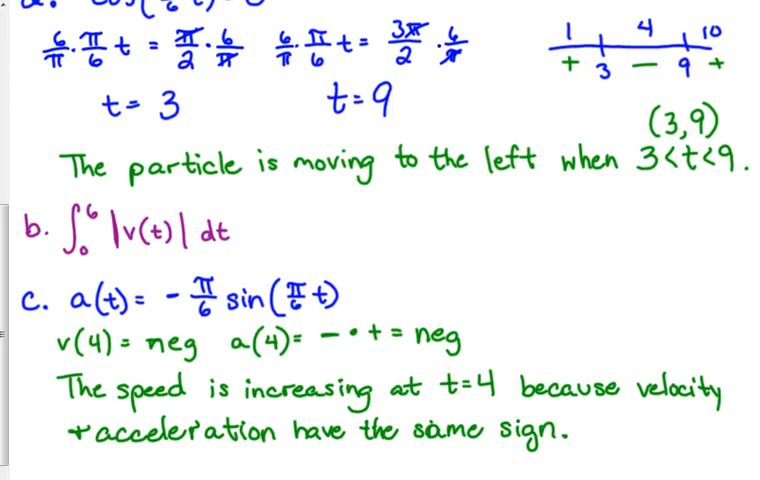 6/π · π/6 t = π/2 · 6/π    6/π · π/6 t = 3π/2 · 6/π    1 4 10
+ 3 − 9 +
t = 3    t = 9
(3,9)
The particle is moving to the left when 3<t<9.
b. ∫₀⁶ |v(t)| dt
c. a(t) = - π/6 sin(π/6 t)
v(4) = neg    a(4) = - · + = neg
The speed is increasing at t=4 because velocity
+ acceleration have the same sign.